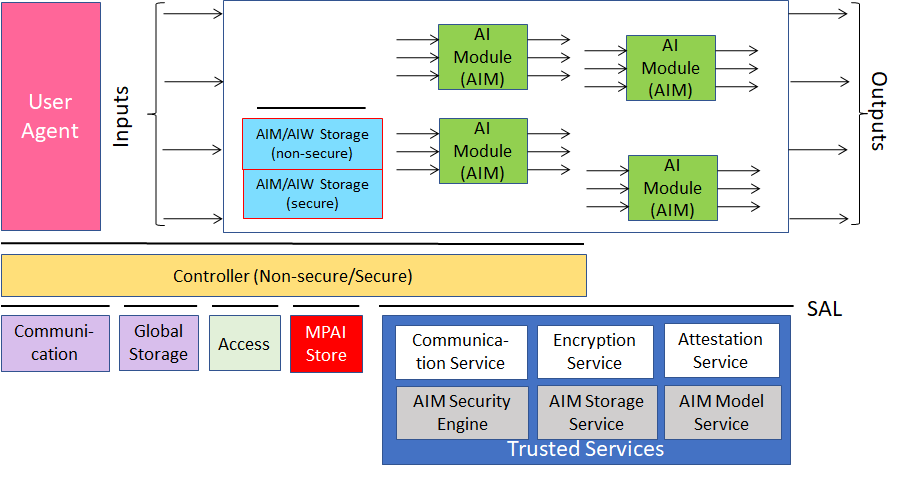 User
Agent
Inputs
AIM/AIW Storage
(non-secure)
AIM/AIW Storage
(secure)
AI
Module
(AIM)
AI
Module
(AIM)
AI
Module
(AIM)
AI
Module
(AIM)
Outputs
Controller (Non-secure/Secure)
SAL
Communi-
cation
Global
Storage
Access
MPAI
Store
Communica-
tion Service
Encryption
Service
Attestation
Service
AIM Security
Engine
AIM Storage
Service
AIM Model
Service
Trusted Services